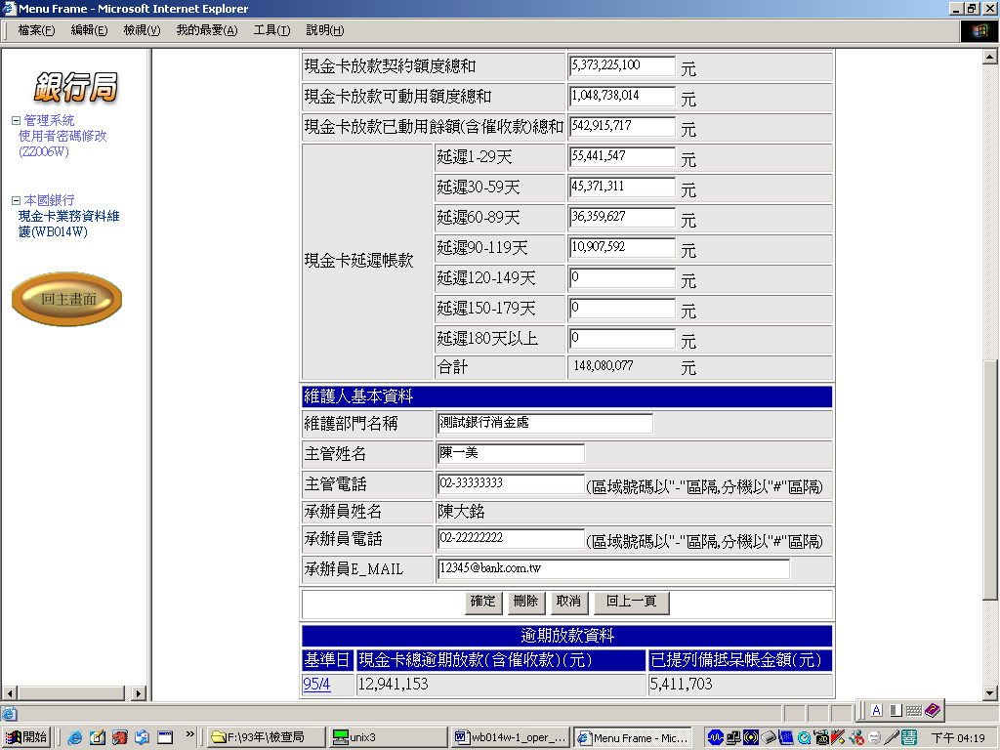 Menu Frame - Microsoft Internet Explorer
檔案(F) 編輯(E) 檢視(V) 我的最愛(A) 工具(T) 說明(H)
銀行局
管理系統
使用者密碼修改
(ZZ006W)
本國銀行
現金卡業務資料維
護(WB014W)
回主畫面
現金卡放款契約額度總和 5,373,225,100 元
現金卡放款可動用額度總和 1,048,738,014 元
現金卡放款已動用餘額(含催收款)總和 542,915,717 元
現金卡延遲帳款
延遲1-29天 55,441,547 元
延遲30-59天 45,371,311 元
延遲60-89天 36,359,627 元
延遲90-119天 10,907,592 元
延遲120-149天 0 元
延遲150-179天 0 元
延遲180天以上 0 元
合計 148,080,077 元
維護人基本資料
維護部門名稱 測試銀行消金處
主管姓名 陳一美
主管電話 02-33333333 (區域號碼以"-"區隔,分機以"#"區隔)
承辦員姓名 陳大銘
承辦員電話 02-22222222 (區域號碼以"-"區隔,分機以"#"區隔)
承辦員E_MAIL 12345@bank.com.tw
確定 刪除 取消 回上一頁
逾期放款資料
基準日 現金卡總逾期放款(含催收款)(元) 已提列備抵呆帳金額(元)
95/4 12,941,153 5,411,703
A
開始 » F:\93年\檢查局 unix3 wb014w-1_oper_... Menu Frame - Mic... 下午 04:19